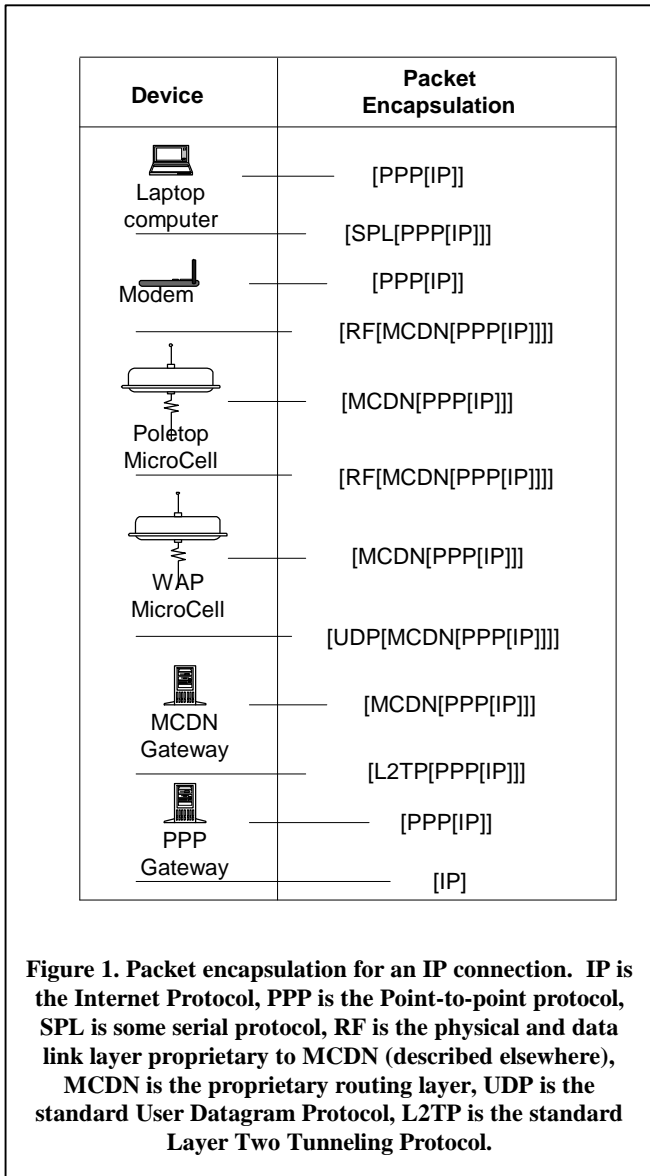 Device
Packet
Encapsulation
Laptop
computer
[PPP[IP]]
[SPL[PPP[IP]]]
Modem
[PPP[IP]]
[RF[MCDN[PPP[IP]]]]
Poletop
MicroCell
[MCDN[PPP[IP]]]
[RF[MCDN[PPP[IP]]]]
WAP
MicroCell
[MCDN[PPP[IP]]]
[UDP[MCDN[PPP[IP]]]]
MCDN
Gateway
[MCDN[PPP[IP]]]
[L2TP[PPP[IP]]]
PPP
Gateway
[PPP[IP]]
[IP]
Figure 1. Packet encapsulation for an IP connection.  IP is
the Internet Protocol, PPP is the Point-to-point protocol,
SPL is some serial protocol, RF is the physical and data
link layer proprietary to MCDN (described elsewhere),
MCDN is the proprietary routing layer, UDP is the
standard User Datagram Protocol, L2TP is the standard
Layer Two Tunneling Protocol.